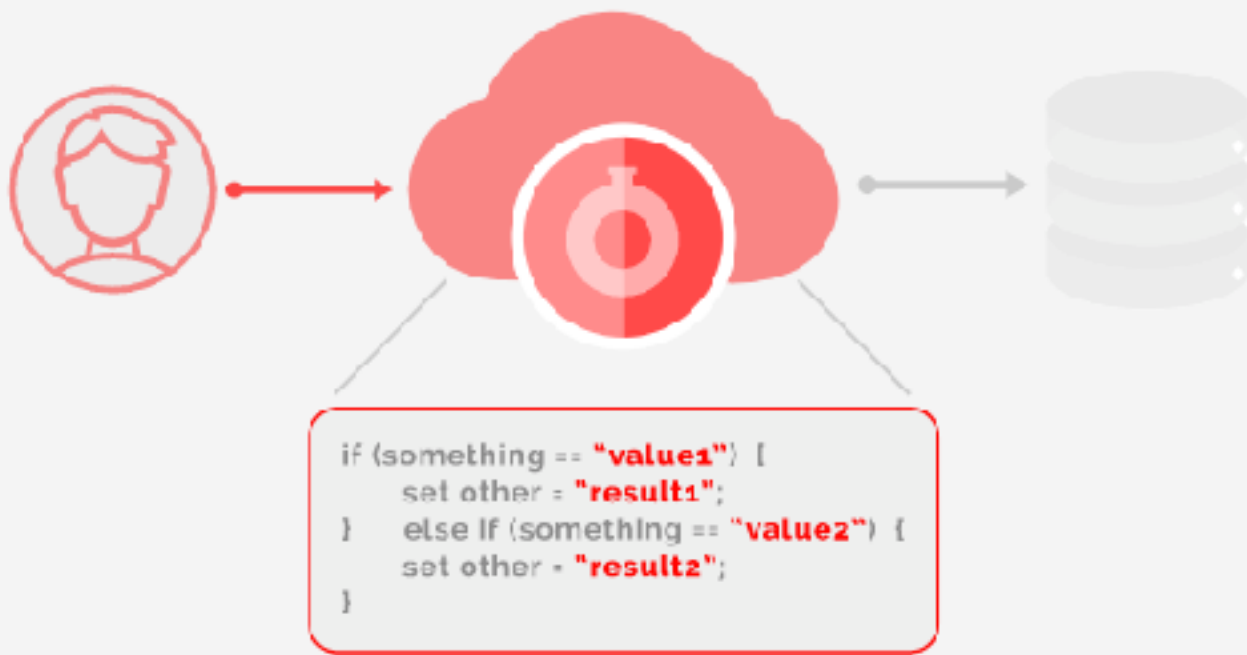 if (something == “value1”) {
set other = "result1";
} else if (something == “value2”) {
set other = "result2";
}